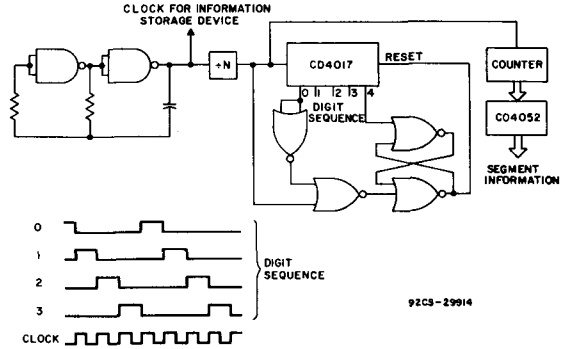 CLOCK FOR INFORMATION
STORAGE DEVICE
÷N
CD4017
RESET
0 1 2 3 4
DIGIT
SEQUENCE
COUNTER
CO4052
SEGMENT
INFORMATION
0
1
2
3
CLOCK
DIGIT
SEQUENCE
92CS-29914